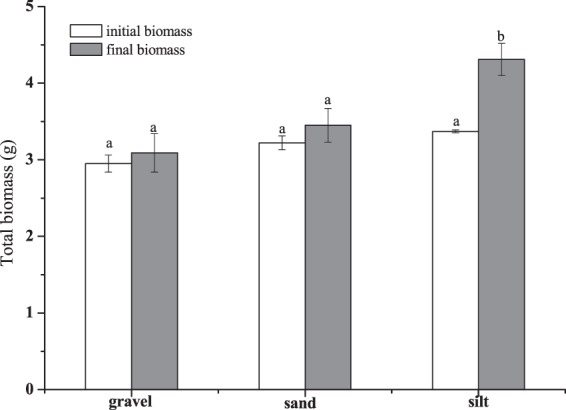 5
4
3
2
1
0
Total biomass (g)
initial biomass
final biomass
a a
a a
a b
gravel sand silt